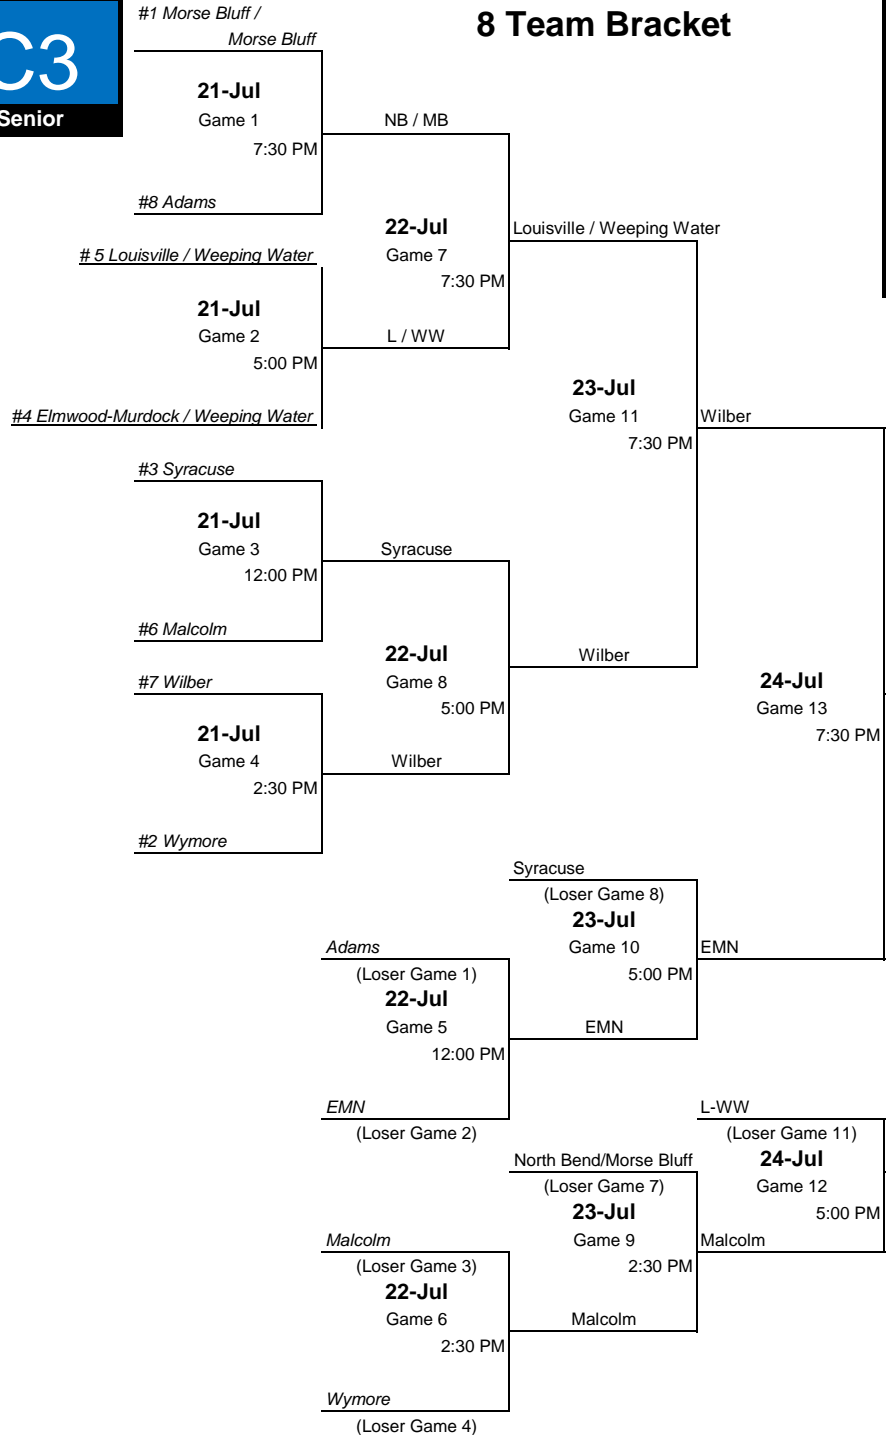 C3
Senior
8 Team Bracket
#1 Morse Bluff /
Morse Bluff
21-Jul
Game 1
7:30 PM
NB / MB
#8 Adams
22-Jul
Game 7
7:30 PM
Louisville / Weeping Water
# 5 Louisville / Weeping Water
21-Jul
Game 2
5:00 PM
L / WW
#4 Elmwood-Murdock / Weeping Water
23-Jul
Game 11
7:30 PM
Wilber
#3 Syracuse
21-Jul
Game 3
12:00 PM
Syracuse
#6 Malcolm
22-Jul
Game 8
5:00 PM
Wilber
#7 Wilber
21-Jul
Game 4
2:30 PM
Wilber
#2 Wymore
24-Jul
Game 13
7:30 PM
Syracuse
(Loser Game 8)
23-Jul
Game 10
5:00 PM
EMN
Adams
(Loser Game 1)
22-Jul
Game 5
12:00 PM
EMN
EMN
(Loser Game 2)
L-WW
(Loser Game 11)
24-Jul
Game 12
5:00 PM
North Bend/Morse Bluff
(Loser Game 7)
23-Jul
Game 9
2:30 PM
Malcolm
Malcolm
(Loser Game 3)
22-Jul
Game 6
2:30 PM
Malcolm
Wymore
(Loser Game 4)